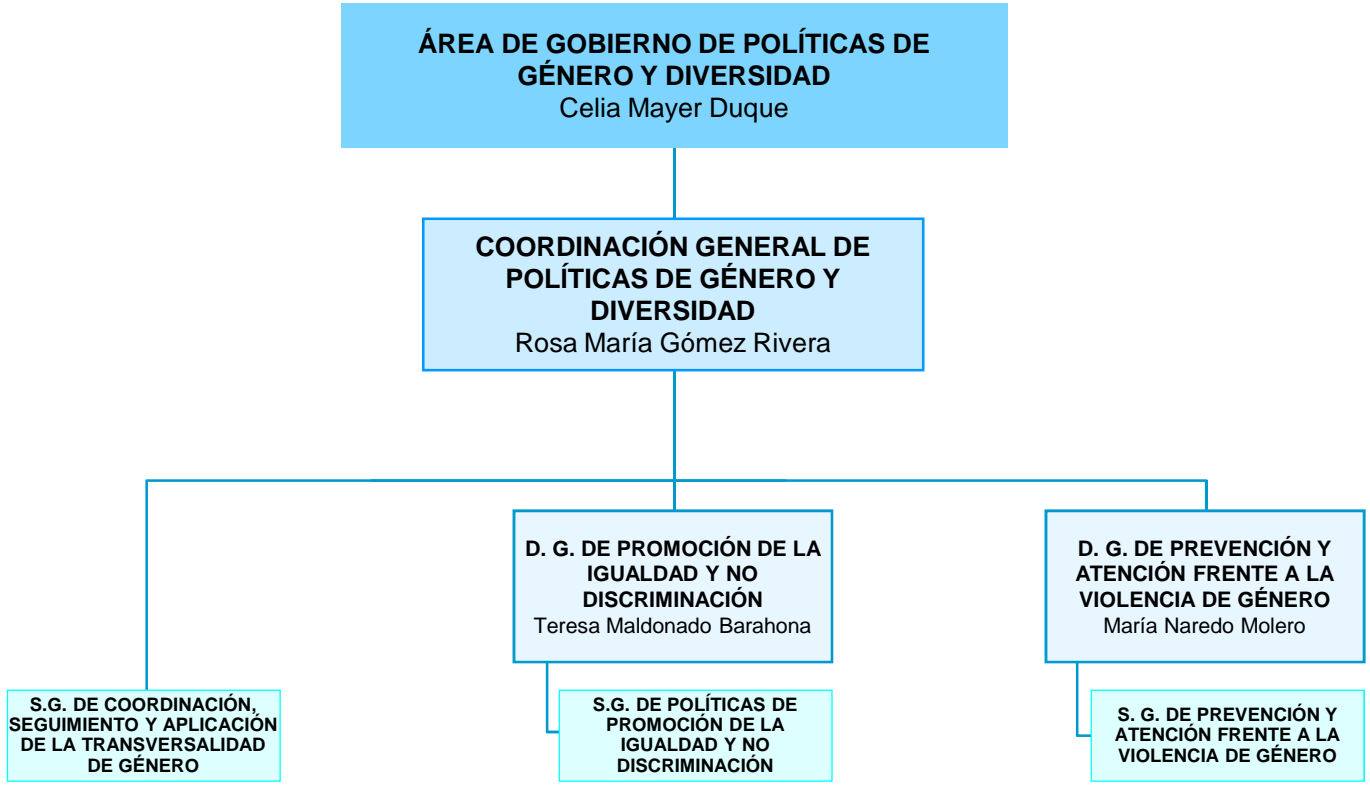 ÁREA DE GOBIERNO DE POLÍTICAS DE
GÉNERO Y DIVERSIDAD
Celia Mayer Duque
COORDINACIÓN GENERAL DE
POLÍTICAS DE GÉNERO Y
DIVERSIDAD
Rosa María Gómez Rivera
D. G. DE PROMOCIÓN DE LA
IGUALDAD Y NO
DISCRIMINACIÓN
Teresa Maldonado Barahona
D. G. DE PREVENCIÓN Y
ATENCIÓN FRENTE A LA
VIOLENCIA DE GÉNERO
María Naredo Molero
S.G. DE COORDINACIÓN,
SEGUIMIENTO Y APLICACIÓN
DE LA TRANSVERSALIDAD
DE GÉNERO
S.G. DE POLÍTICAS DE
PROMOCIÓN DE LA
IGUALDAD Y NO
DISCRIMINACIÓN
S. G. DE PREVENCIÓN Y
ATENCIÓN FRENTE A LA
VIOLENCIA DE GÉNERO